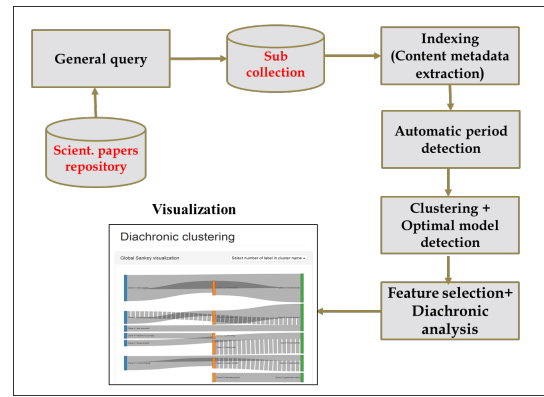 General query
Sub
collection
Indexing
(Content metadata
extraction)
Scient. papers
repository
Automatic period
detection
Clustering +
Optimal model
detection
Feature selection+
Diachronic
analysis
Visualization
Diachronic clustering
Global Sankey visualization
Select number of label in cluster name